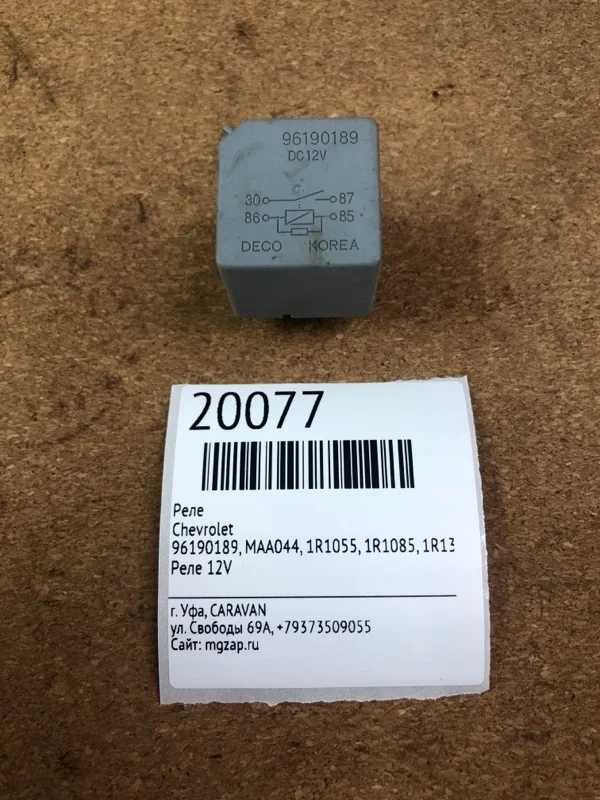 96190189
DC12V
30 87
86 85
DECO KOREA
20077
Реле
Chevrolet
96190189, MAA044, 1R1055, 1R1085, 1R13
Реле 12V
г. Уфа, CARAVAN
ул. Свободы 69А, +79373509055
Сайт: mgzap.ru